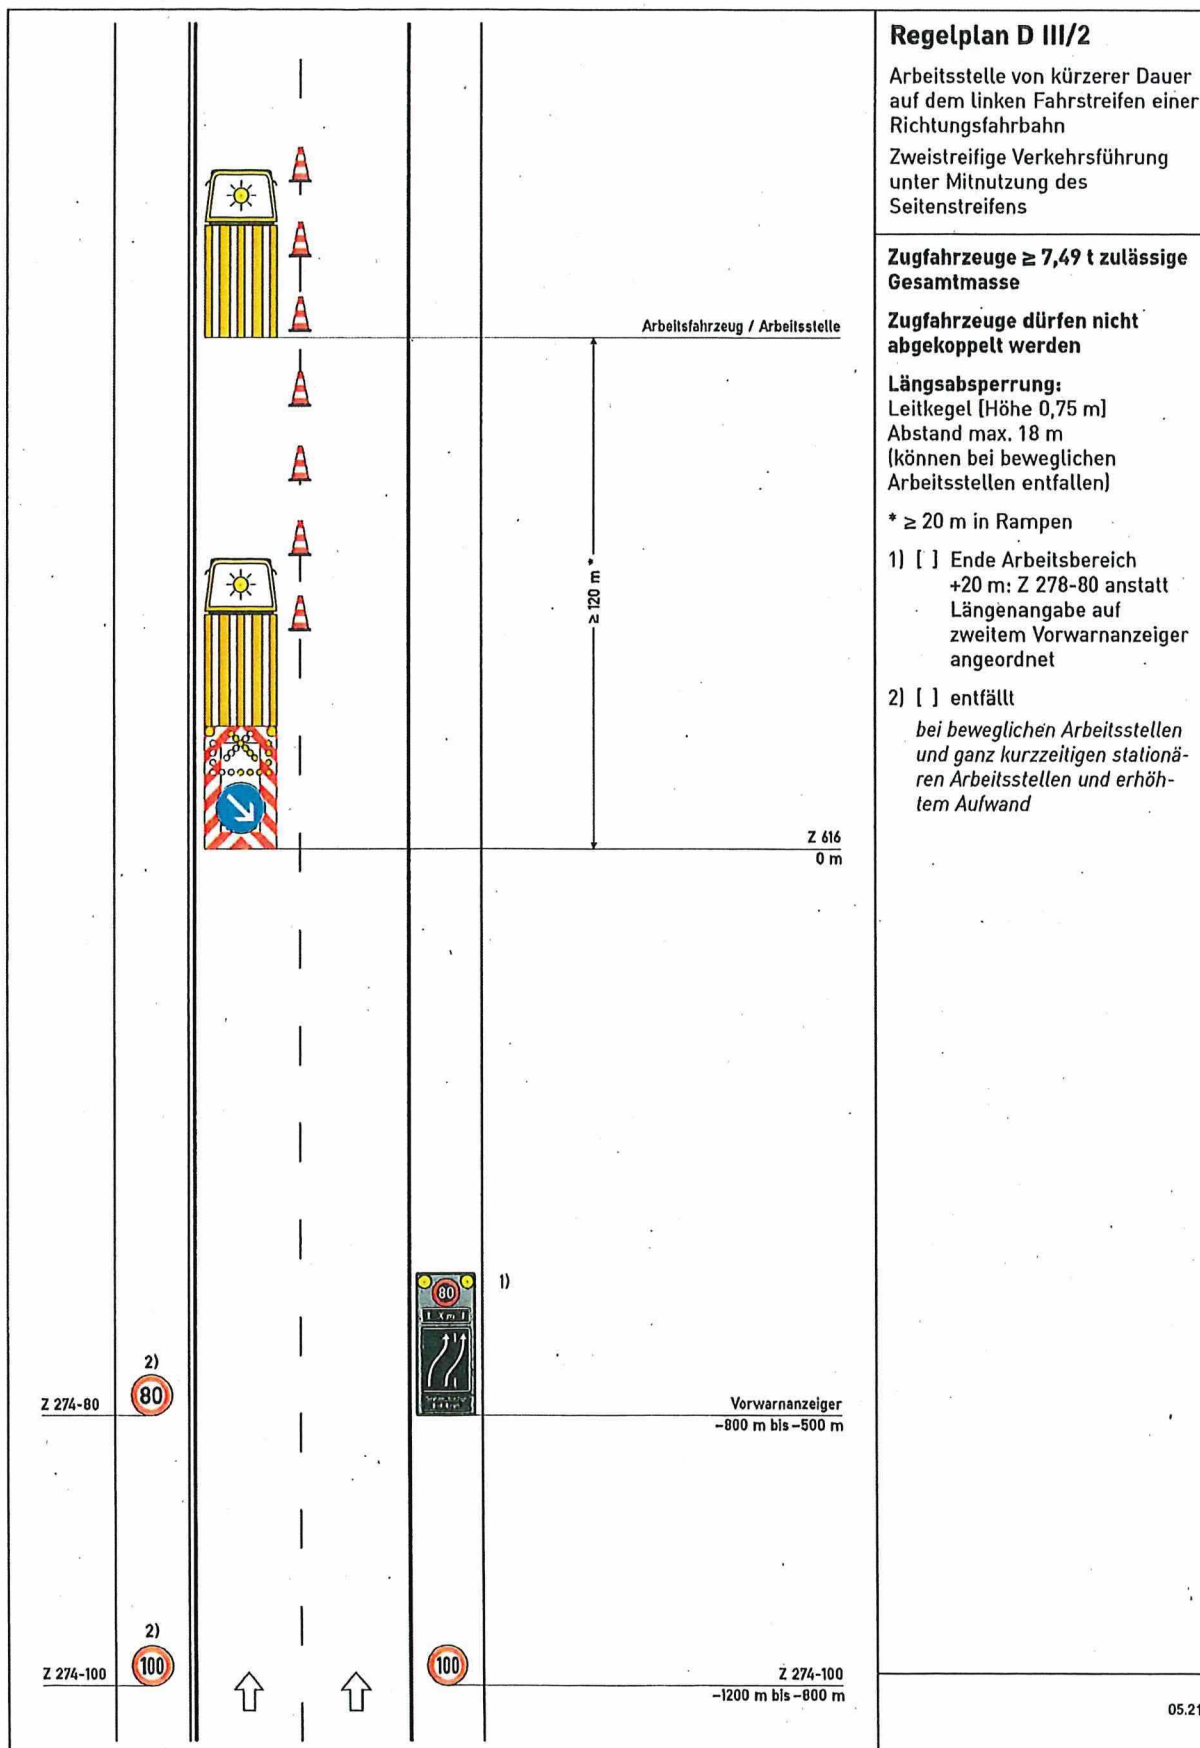 Regelplan D III/2
Arbeitsstelle von kürzerer Dauer
auf dem linken Fahrstreifen einer
Richtungsfahrbahn
Zweistreifige Verkehrsführung
unter Mitnutzung des
Seitenstreifens
Zugfahrzeuge ≥ 7,49 t zulässige
Gesamtmasse
Zugfahrzeuge dürfen nicht
abgekoppelt werden
Längsabsperrung:
Leitkegel [Höhe 0,75 m]
Abstand max. 18 m
(können bei beweglichen
Arbeitsstellen entfallen)
* ≥ 20 m in Rampen
1) [ ] Ende Arbeitsbereich
+20 m: Z 278-80 anstatt
Längenangabe auf
zweitem Vorwarnanzeiger
angeordnet
2) [ ] entfällt
bei beweglichen Arbeitsstellen
und ganz kurzzeitigen stationä-
ren Arbeitsstellen und erhöh-
tem Aufwand
Arbeitsfahrzeug / Arbeitsstelle
≥ 120 m *
Z 616
0 m
1)
80
2)
80
Z 274-80
Vorwarnanzeiger
-800 m bis -500 m
2)
100
Z 274-100
100
Z 274-100
-1200 m bis -800 m
05.21